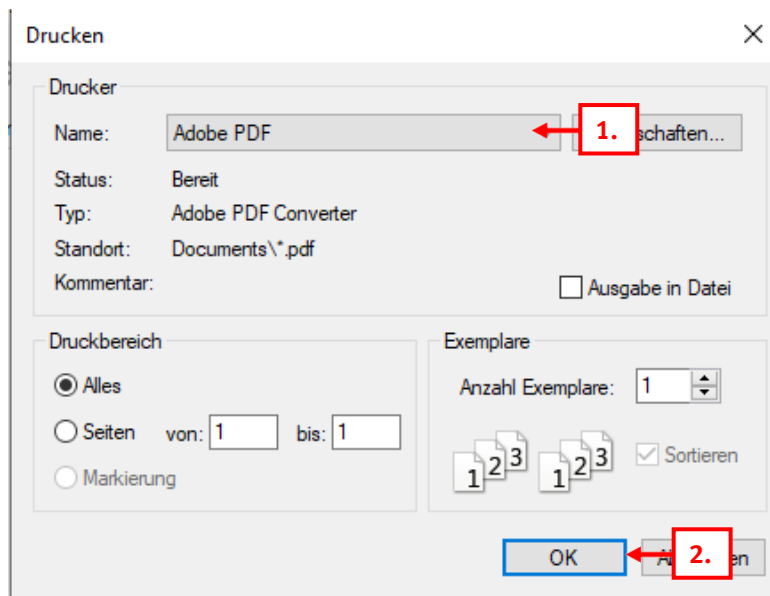 Drucken
Drucker
Name: Adobe PDF 1. schaften...
Status: Bereit
Typ: Adobe PDF Converter
Standort: Documents\*.pdf
Kommentar: Ausgabe in Datei
Druckbereich
Alles
Seiten von: 1 bis: 1
Markierung
Exemplare
Anzahl Exemplare: 1
1 2 3 1 2 3 Sortieren
OK 2. en